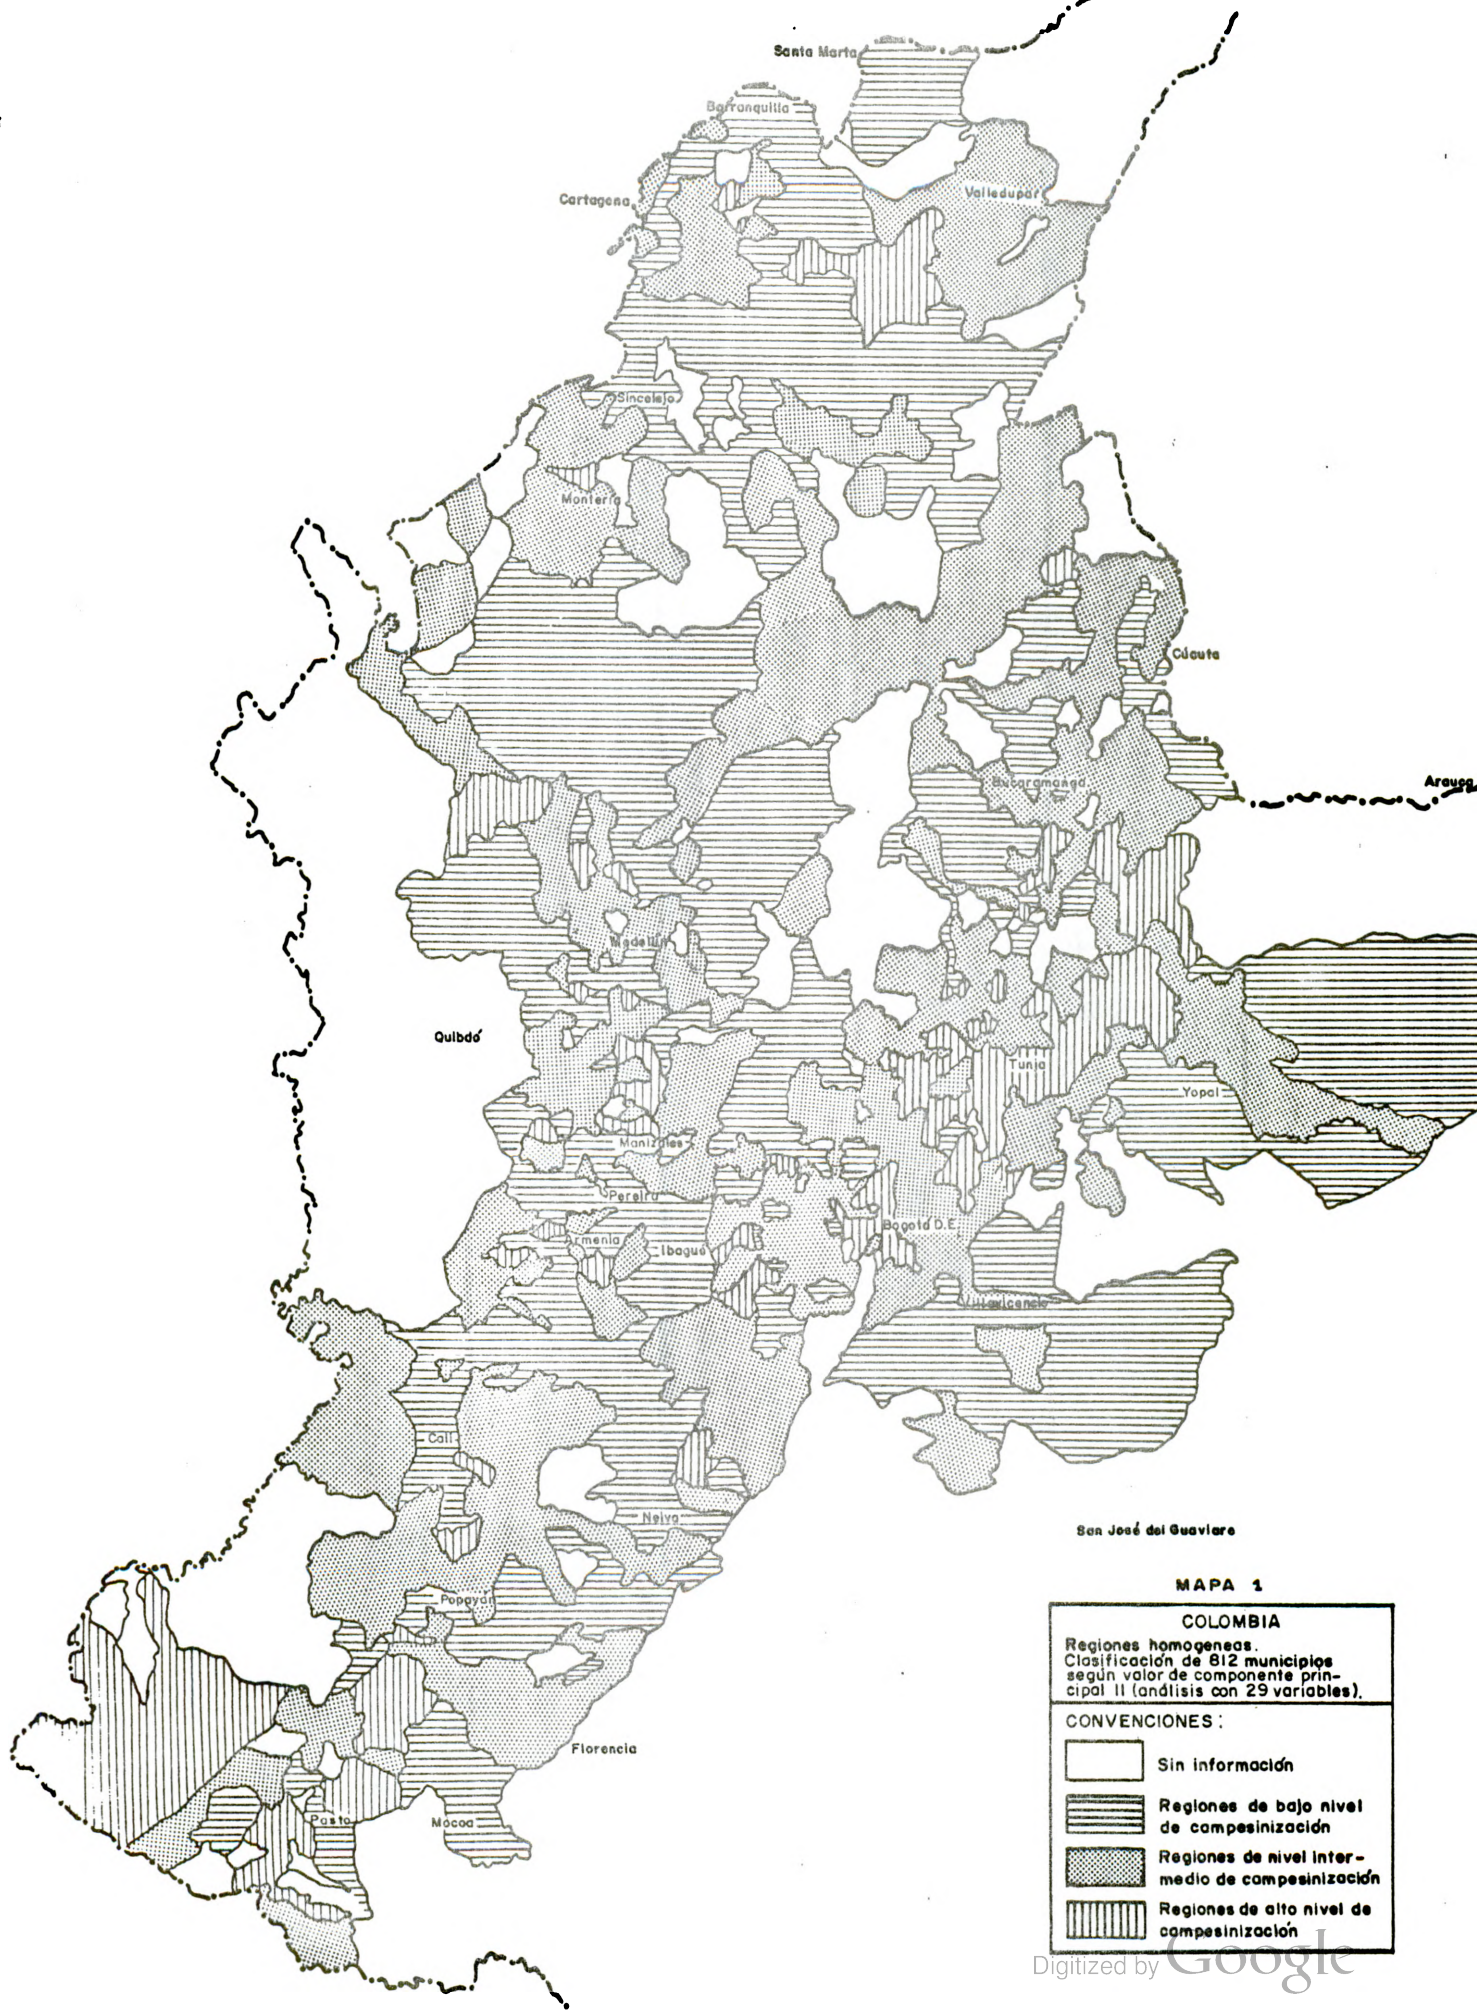 Santa Marta
Barranquilla
Cartagena
Valledupar
Sincelejo
Montería
Cúcuta
Bucaramanga
Arauca
Medellín
Quibdó
Tunja
Yopal
Manizales
Pereira
Bogotá D.E.
Armenia
Ibagué
Villavicencio
Cali
Neiva
San José del Guaviare
Popayán
Florencia
Pasto
Mocoa
MAPA 1
COLOMBIA
Regiones homogeneas.
Clasificación de 812 municipios
según valor de componente prin-
cipal II (análisis con 29 variables).
CONVENCIONES:
Sin información
Regiones de bajo nivel
de campesinización
Regiones de nivel inter-
medio de campesinización
Regiones de alto nivel de
campesinización
Digitized by Google